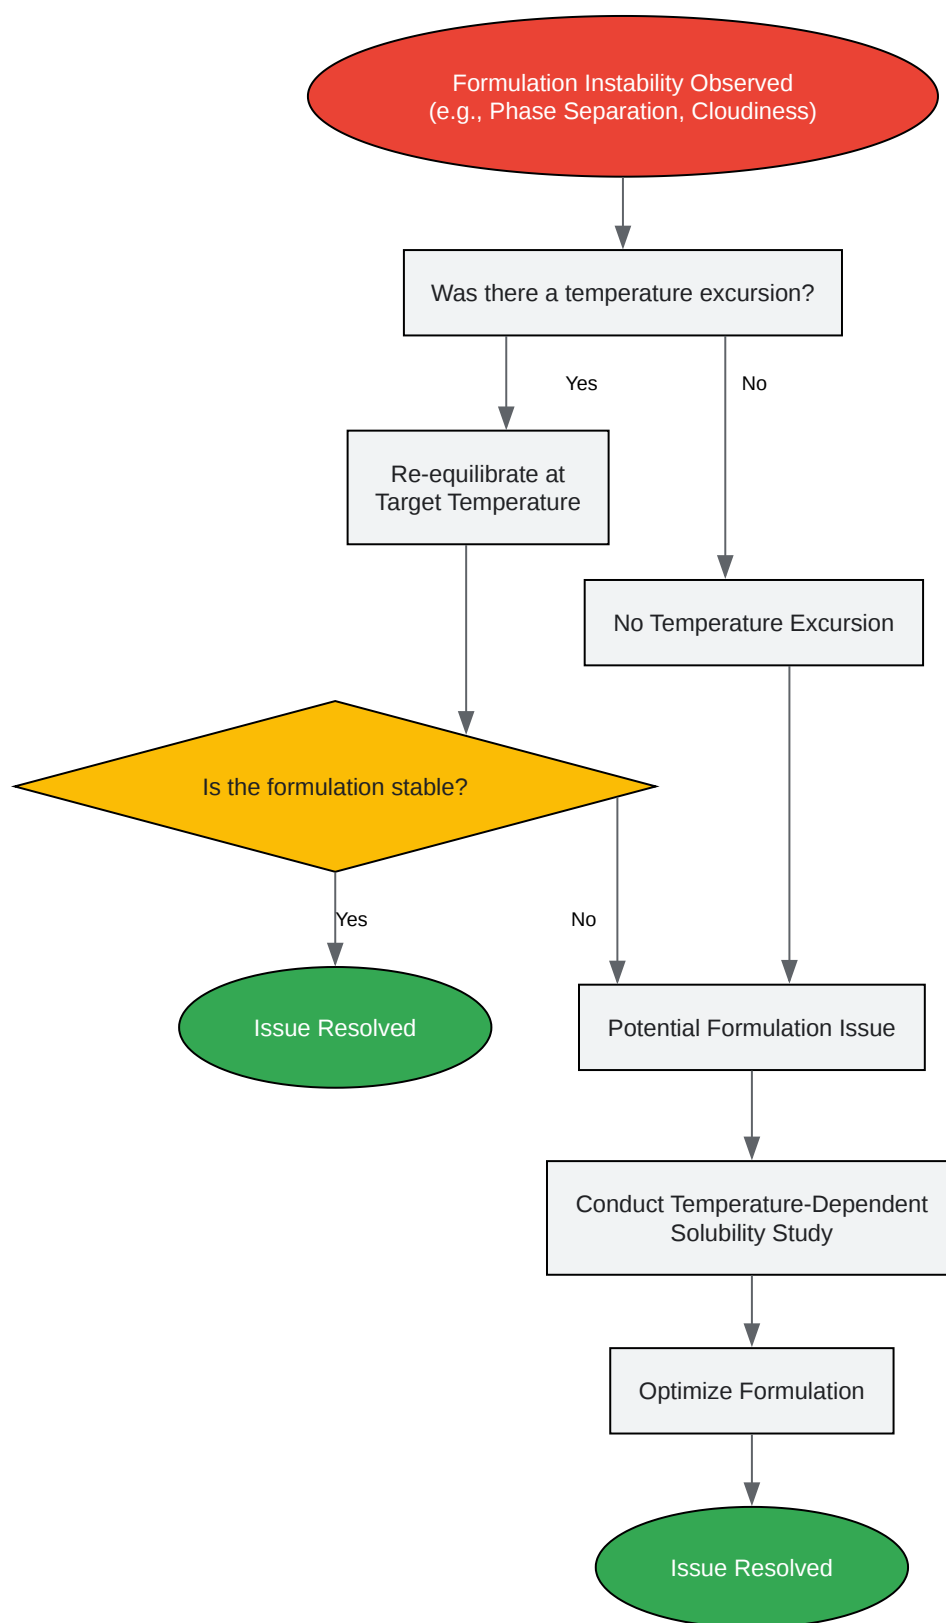 Formulation Instability Observed
(e.g., Phase Separation, Cloudiness)
Was there a temperature excursion?
Yes
No
Re-equilibrate at
Target Temperature
No Temperature Excursion
Is the formulation stable?
Yes
No
Issue Resolved
Potential Formulation Issue
Conduct Temperature-Dependent
Solubility Study
Optimize Formulation
Issue Resolved